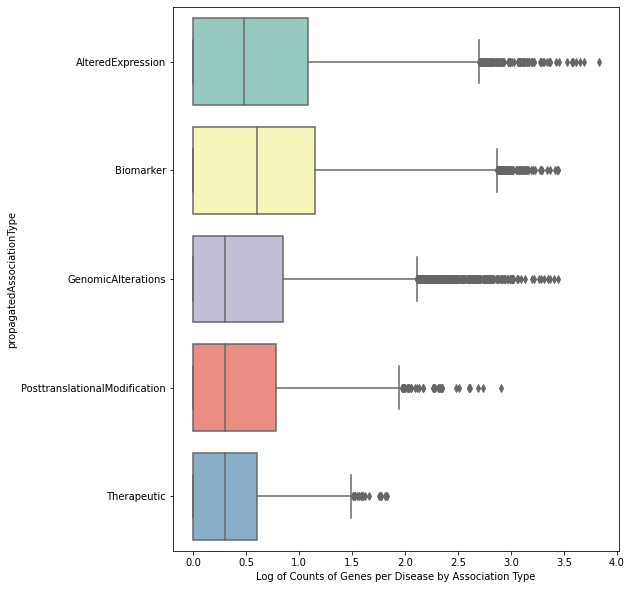 AlteredExpression
Biomarker
GenomicAlterations
PosttranslationalModification
Therapeutic
propagatedAssociationType
0.0 0.5 1.0 1.5 2.0 2.5 3.0 3.5 4.0
Log of Counts of Genes per Disease by Association Type